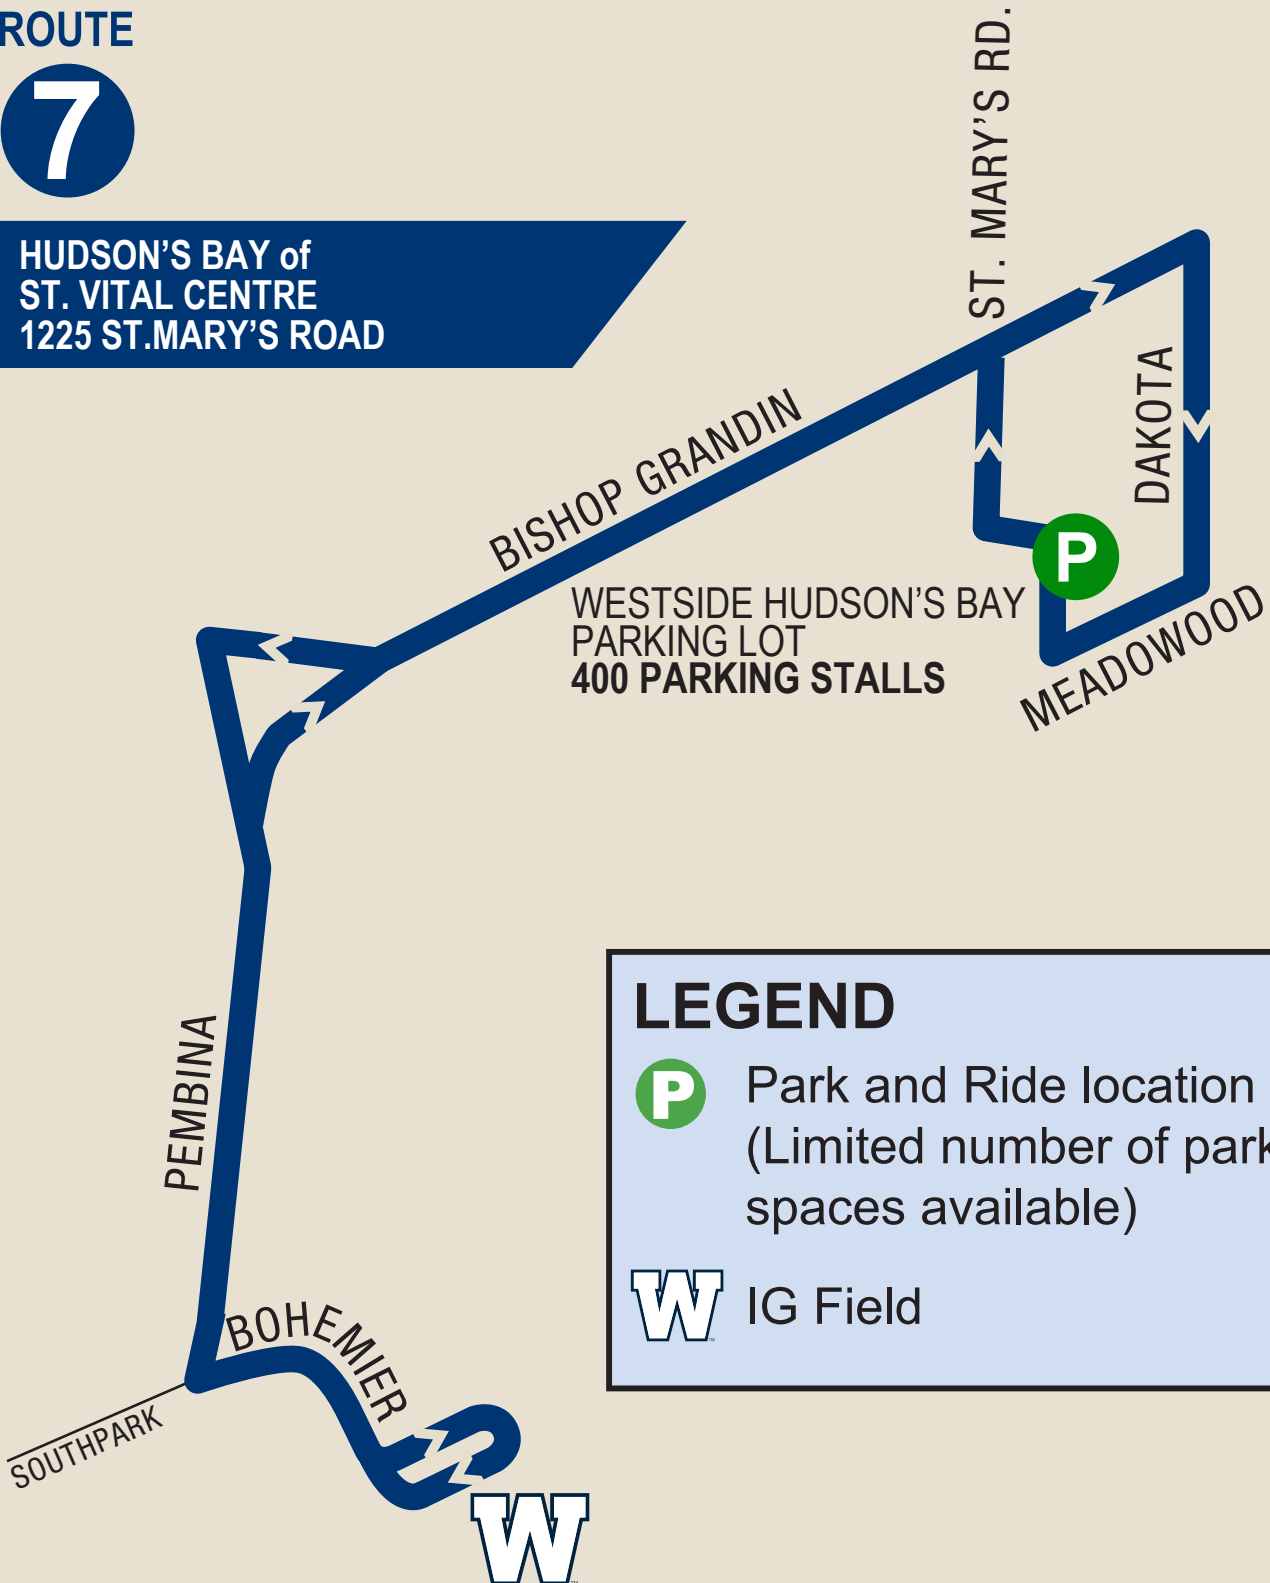 ROUTE
7
HUDSON'S BAY of
ST. VITAL CENTRE
1225 ST.MARY'S ROAD
ST. MARY'S RD.
DAKOTA
BISHOP GRANDIN
P
WESTSIDE HUDSON'S BAY
PARKING LOT
400 PARKING STALLS
MEADOWOOD
PEMBINA
BOHEMIER
SOUTHPARK
W
LEGEND
P Park and Ride location
(Limited number of park
spaces available)
W IG Field